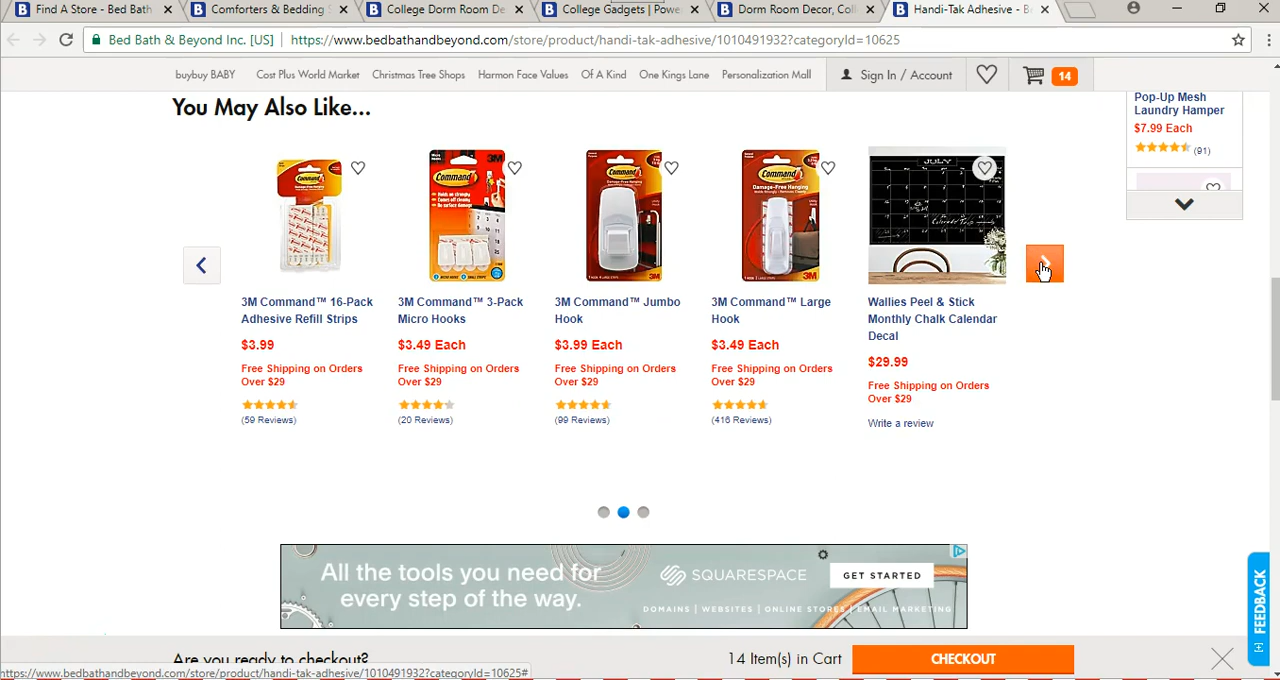 Find A Store - Bed Bath
Comforters & Bedding
College Dorm Room De
College Gadgets | Powe
Dorm Room Decor, Coll
Handi-Tak Adhesive - B
Bed Bath & Beyond Inc. [US]
https://www.bedbathandbeyond.com/store/product/handi-tak-adhesive/1010491932?categoryId=10625
buybuy BABY
Cost Plus World Market
Christmas Tree Shops
Harmon Face Values
Of A Kind
One Kings Lane
Personalization Mall
Sign In / Account
14
You May Also Like...
Pop-Up Mesh
Laundry Hamper
$7.99 Each
(91)
Command
Command
3M
Command
3M
Command
3M
JULY
3M Command™ 16-Pack
Adhesive Refill Strips
$3.99
Free Shipping on Orders
Over $29
(59 Reviews)
3M Command™ 3-Pack
Micro Hooks
$3.49 Each
Free Shipping on Orders
Over $29
(20 Reviews)
3M Command™ Jumbo
Hook
$3.99 Each
Free Shipping on Orders
Over $29
(99 Reviews)
3M Command™ Large
Hook
$3.49 Each
Free Shipping on Orders
Over $29
(416 Reviews)
Wallies Peel & Stick
Monthly Chalk Calendar
Decal
$29.99
Free Shipping on Orders
Over $29
Write a review
All the tools you need for
every step of the way.
SQUARESPACE
GET STARTED
DOMAINS | WEBSITES | ONLINE STORES | EMAIL MARKETING
FEEDBACK
Are you ready to checkout?
14 Item(s) in Cart
CHECKOUT
https://www.bedbathandbeyond.com/store/product/handi-tak-adhesive/1010491932?categoryId=10625#